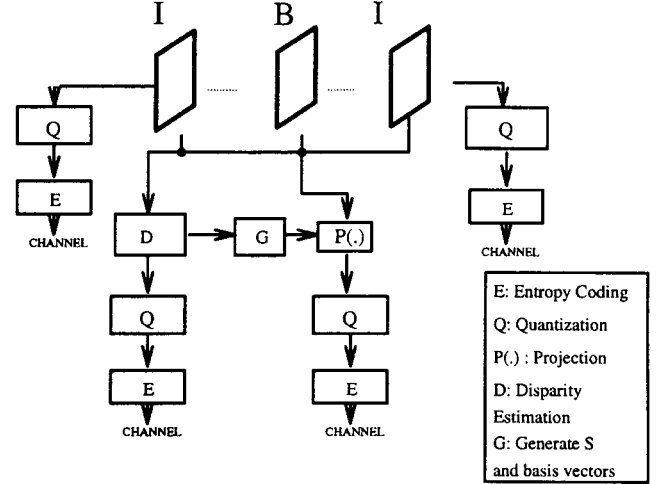 I B I
Q
Q
E
E
CHANNEL
CHANNEL
D
G
P(.)
Q
Q
E
E
CHANNEL
CHANNEL
E: Entropy Coding
Q: Quantization
P(.) : Projection
D: Disparity
Estimation
G: Generate S
and basis vectors